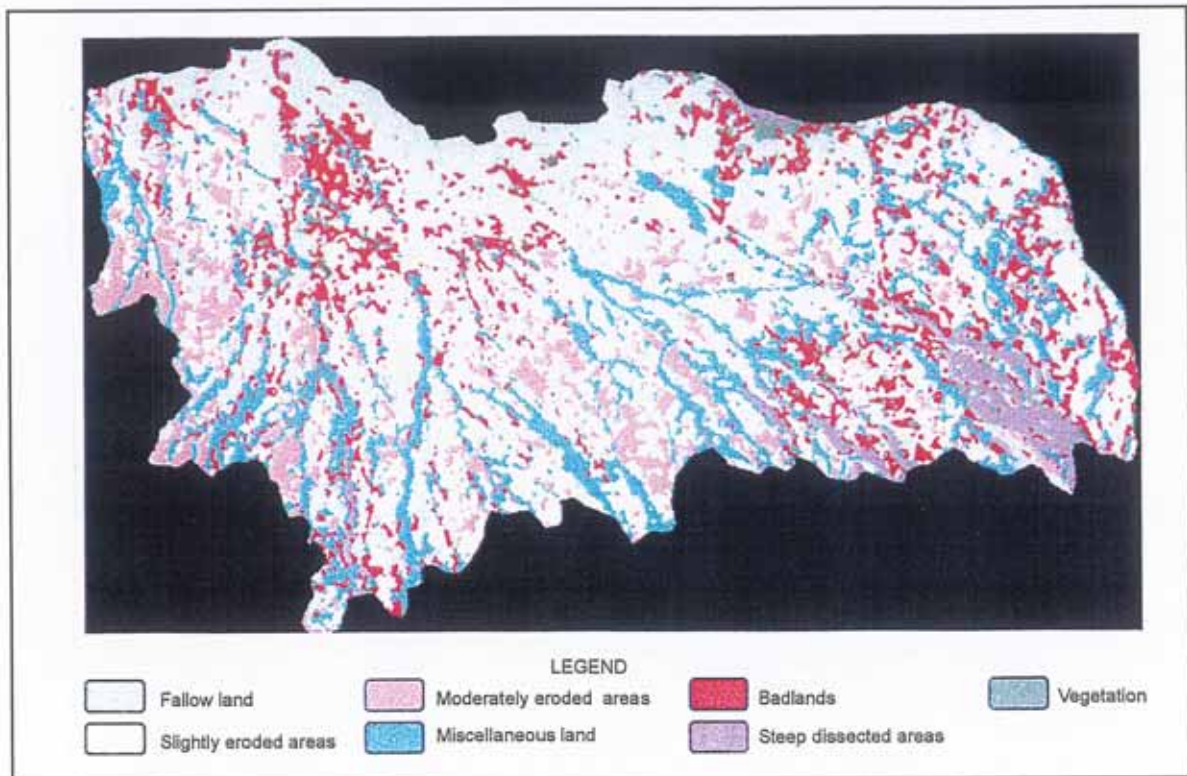 LEGEND
Fallow land
Moderately eroded areas
Badlands
Vegetation
Slightly eroded areas
Miscellaneous land
Steep dissected areas